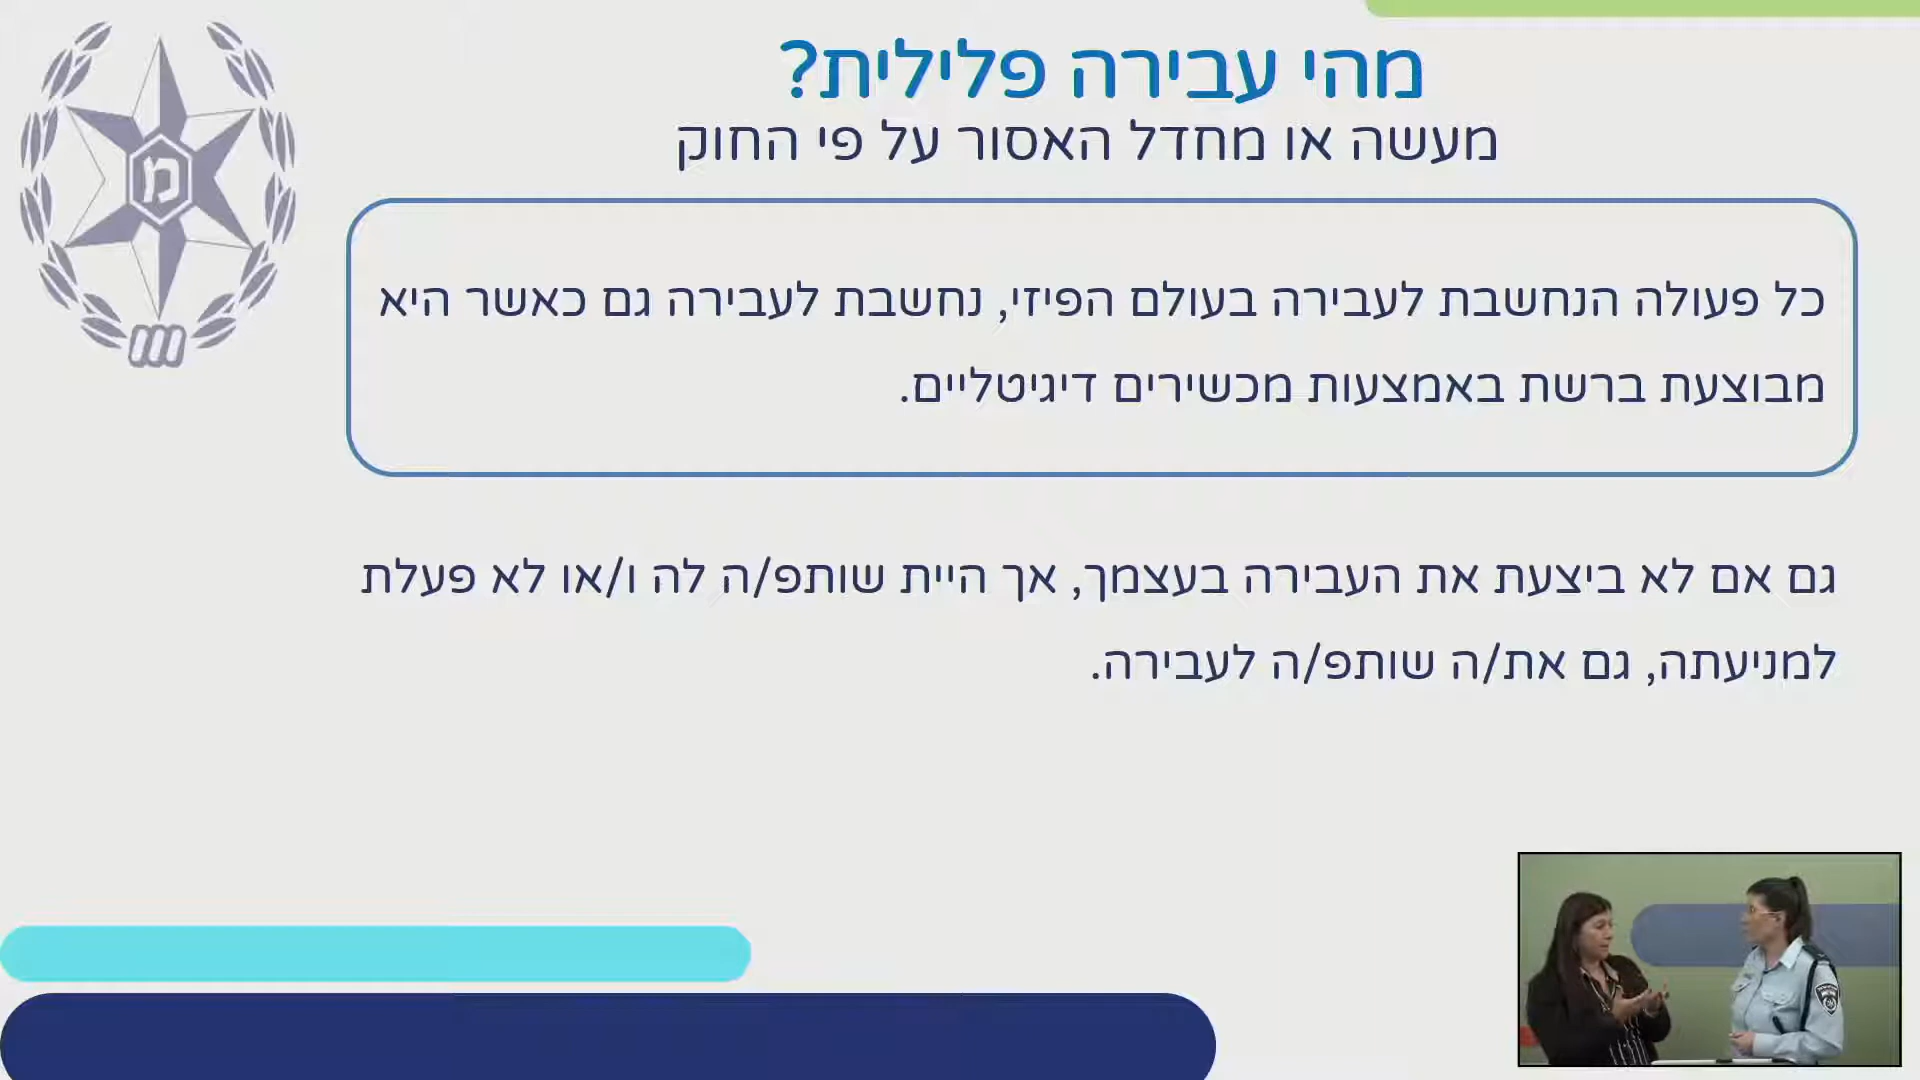 מהי עבירה פלילית?
מעשה או מחדל האסור על פי החוק
כל פעולה הנחשבת לעבירה בעולם הפיזי, נחשבת לעבירה גם כאשר היא
מבוצעת ברשת באמצעות מכשירים דיגיטליים.
גם אם לא ביצעת את העבירה בעצמך, אך היית שותפ/ה לה ו/או לא פעלת
למניעתה, גם את/ה שותפ/ה לעבירה.
מ